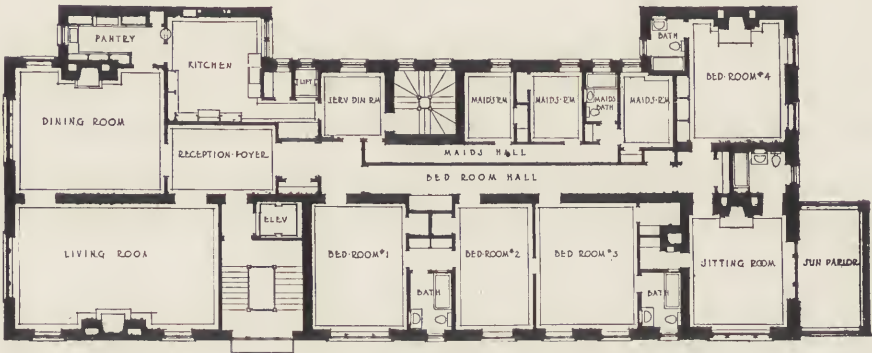 PANTRY
KITCHEN
LIFT
SERV DIN RM
MAIDS RM
MAIDS·RM
MAIDS
BATH
MAIDS·RM
BATH
BED·ROOM #4
DINING ROOM
RECEPTION·FOYER
MAIDS HALL
BED ROOM HALL
ELEV
LIVING ROOM
BED·ROOM #1
BED·ROOM #2
BED ROOM #3
SITTING ROOM
SUN PARLOR
BATH
BATH